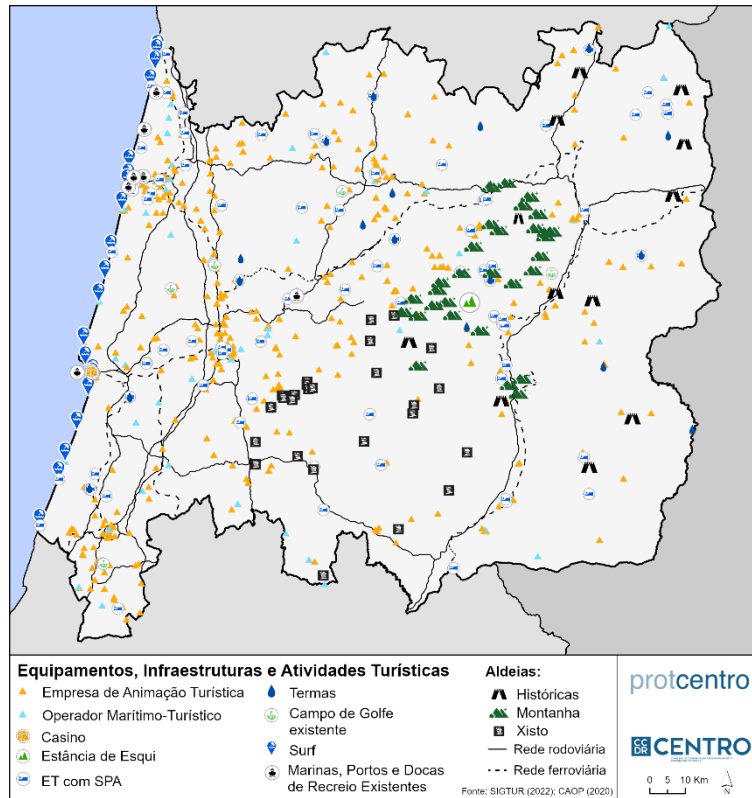 Equipamentos, Infraestruturas e Atividades Turísticas
Empresa de Animação Turística
Operador Marítimo-Turístico
Casino
Estância de Esqui
ET com SPA
Termas
Campo de Golfe
existente
Surf
Marinas, Portos e Docas
de Recreio Existentes
Aldeias:
Históricas
Montanha
Xisto
Rede rodoviária
Rede ferroviária
Fonte: SIGTUR (2022); CAOP (2020)
protcentro
CC
DR CENTRO
0 5 10 Km
N